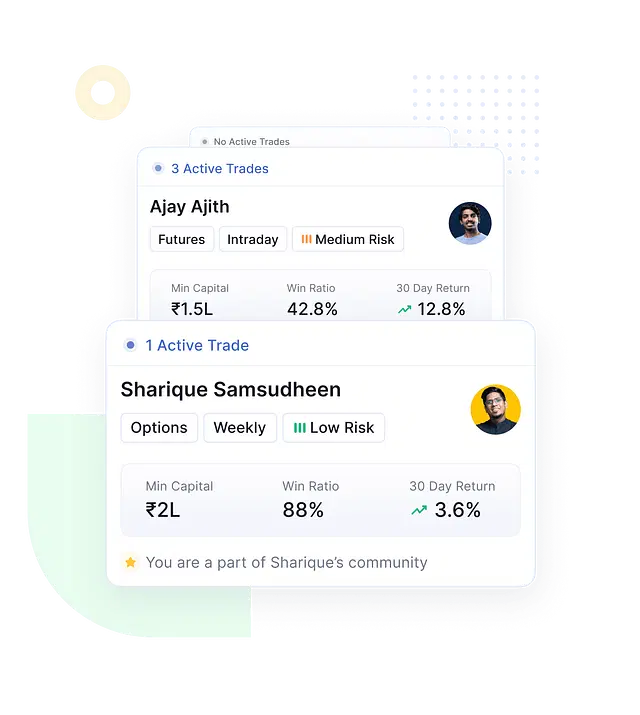 No Active Trades
3 Active Trades
Ajay Ajith
Futures Intraday Medium Risk
Min Capital Win Ratio 30 Day Return
₹1.5L 42.8% 12.8%
1 Active Trade
Sharique Samsudheen
Options Weekly Low Risk
Min Capital Win Ratio 30 Day Return
₹2L 88% 3.6%
You are a part of Sharique’s community